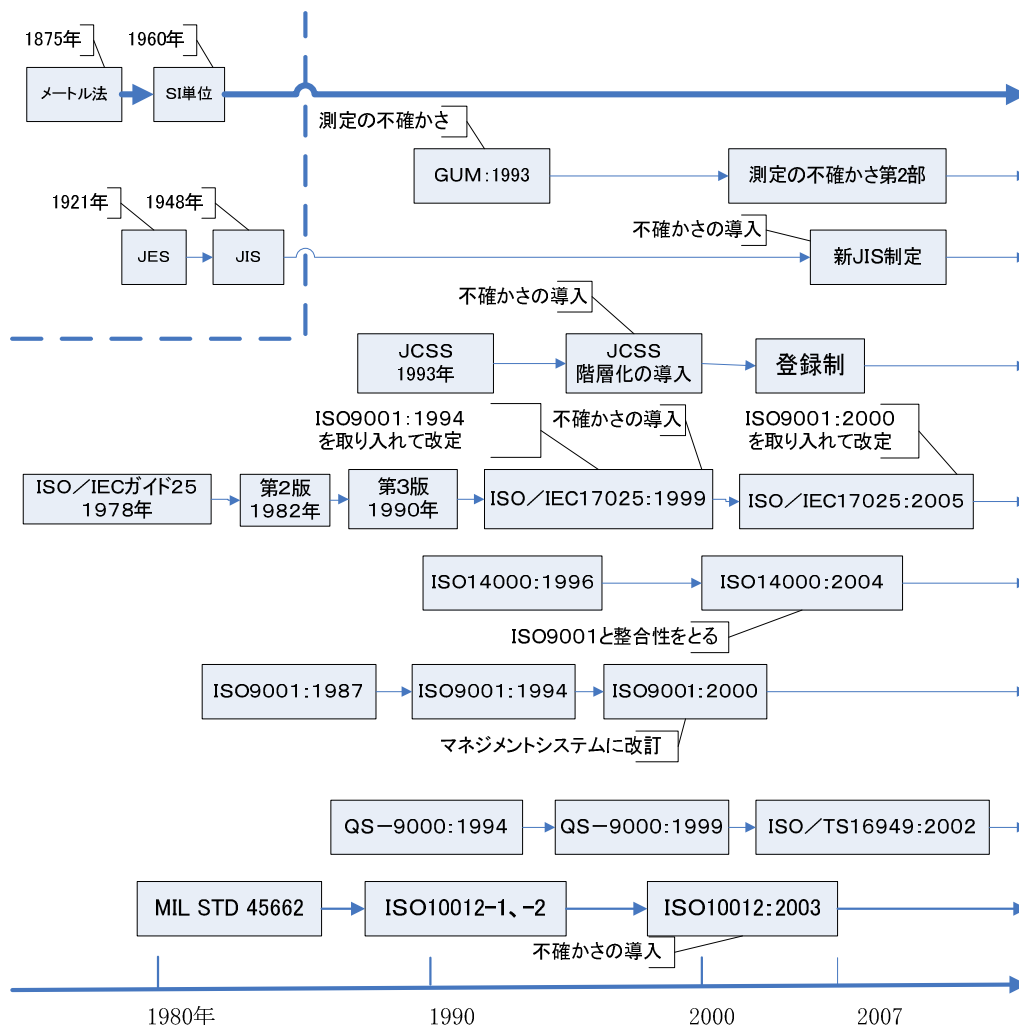 1875年
1960年
メートル法
SI単位
測定の不確かさ
GUM：1993
測定の不確かさ第2部
1921年
1948年
不確かさの導入
JES
JIS
新JIS制定
不確かさの導入
JCSS
1993年
JCSS
階層化の導入
登録制
ISO9001：1994
を取り入れて改定
不確かさの導入
ISO9001：2000
を取り入れて改定
ISO／IECガイド25
1978年
第2版
1982年
第3版
1990年
ISO／IEC17025：1999
ISO／IEC17025：2005
ISO14000：1996
ISO14000：2004
ISO9001と整合性をとる
ISO9001：1987
ISO9001：1994
ISO9001：2000
マネジメントシステムに改訂
QS－9000：1994
QS－9000：1999
ISO／TS16949：2002
MIL STD 45662
ISO10012-1、-2
ISO10012：2003
不確かさの導入
1980年
1990
2000
2007